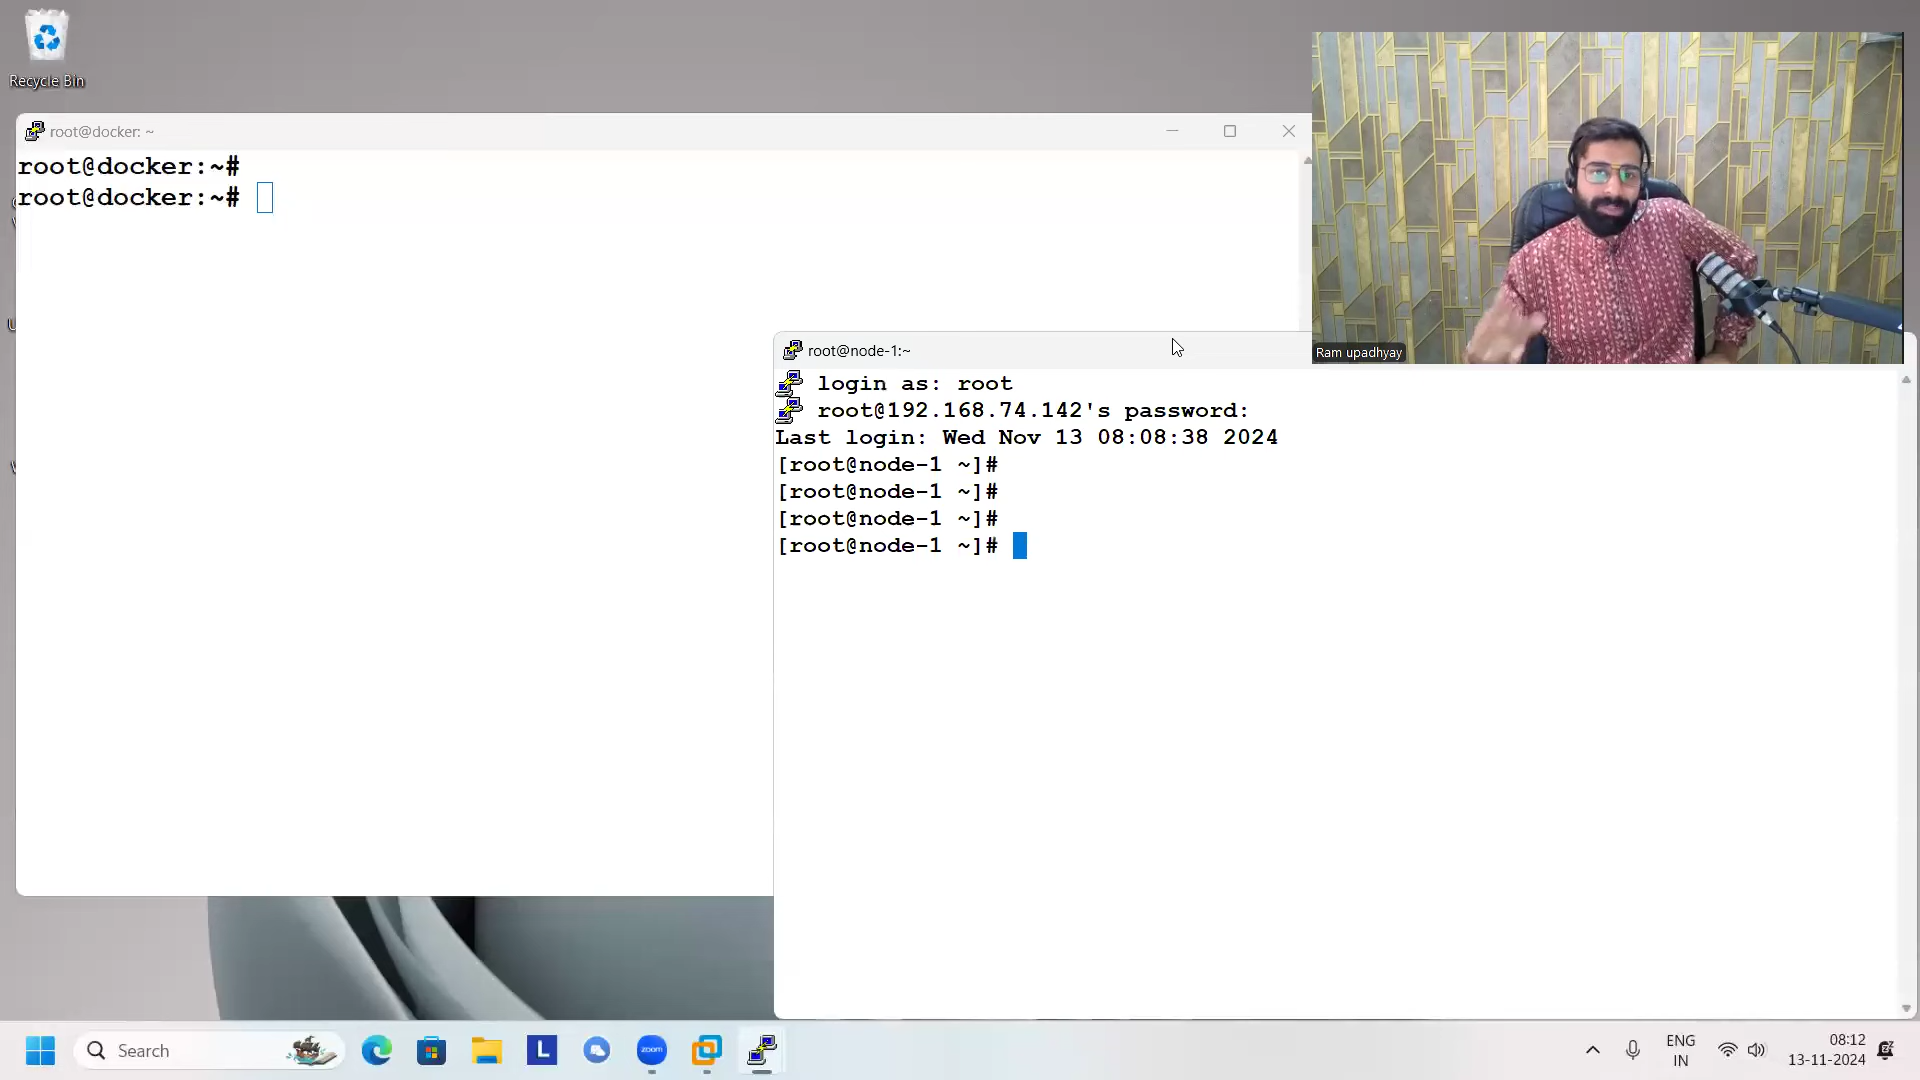 Recycle Bin
root@docker: ~
root@docker:~#
root@docker:~#
Ram upadhyay
root@node-1:~
login as: root
root@192.168.74.142's password:
Last login: Wed Nov 13 08:08:38 2024
[root@node-1 ~]#
[root@node-1 ~]#
[root@node-1 ~]#
[root@node-1 ~]#
Search
L
zoom
ENG
IN
08:12
13-11-2024